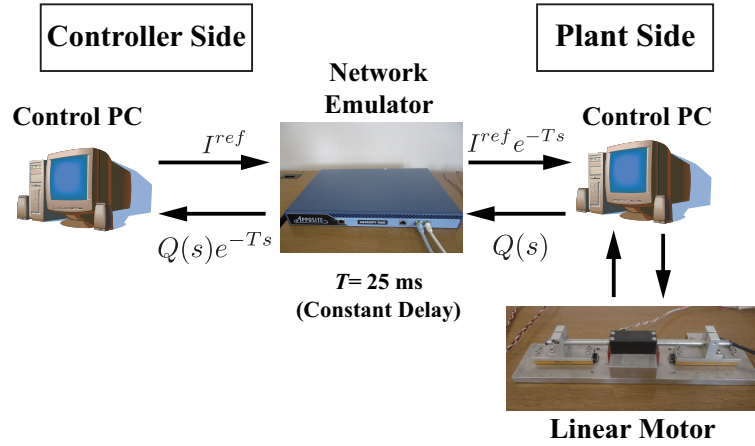 Controller Side
Plant Side
Network
Emulator
Control PC
Control PC
I^{ref}
I^{ref}e^{-Ts}
Q(s)e^{-Ts}
Q(s)
APPOSITE
T= 25 ms
(Constant Delay)
Linear Motor